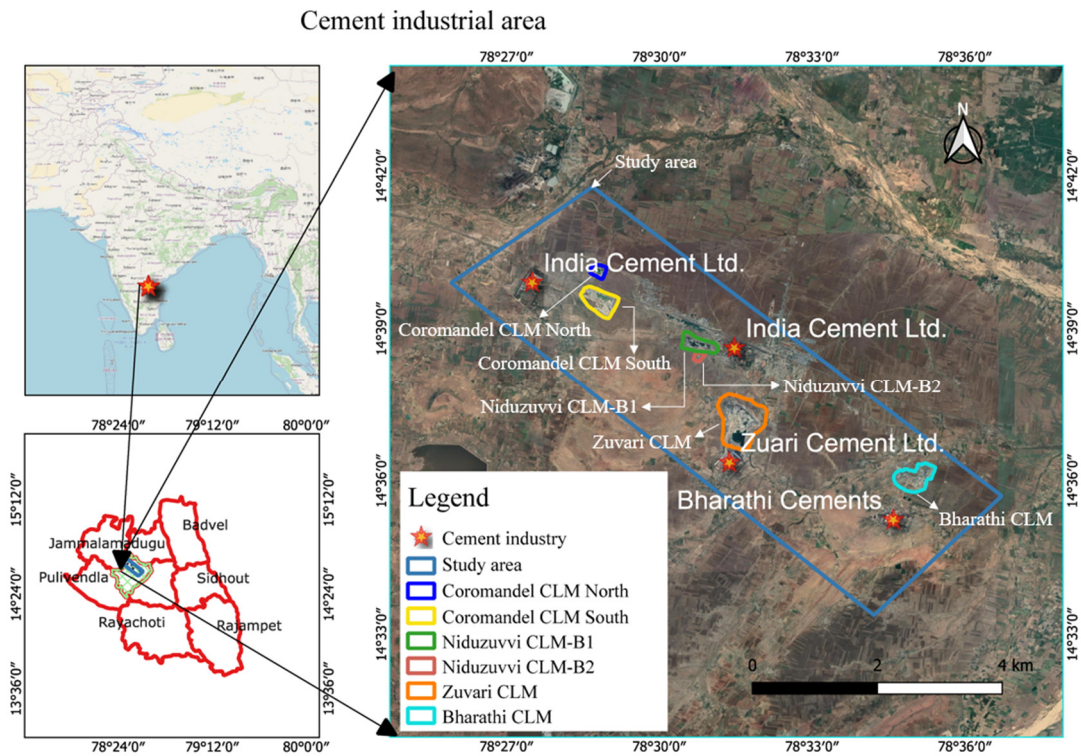 Cement industrial area
78°27′0″ 78°30′0″ 78°33′0″ 78°36′0″
N
14°42′0″ 14°42′0″
Study area
India Cement Ltd.
14°39′0″ 14°39′0″
Coromandel CLM North
India Cement Ltd.
Coromandel CLM South
Niduzuvvi CLM-B2
Niduzuvvi CLM-B1
Zuvari CLM
Zuari Cement Ltd.
14°36′0″ 14°36′0″
Bharathi Cements
Bharathi CLM
14°33′0″ 14°33′0″
0 2 4 km
78°27′0″ 78°30′0″ 78°33′0″ 78°36′0″
78°24′0″ 79°12′0″ 80°00′0″
15°12′0″ 15°12′0″
Badvel
Jammalamadugu
Pulivendla
Sidhout
14°24′0″ 14°24′0″
Rayachoti
Rajampet
13°36′0″ 13°36′0″
78°24′0″ 79°12′0″ 80°00′0″
Legend
Cement industry
Study area
Coromandel CLM North
Coromandel CLM South
Niduzuvvi CLM-B1
Niduzuvvi CLM-B2
Zuvari CLM
Bharathi CLM